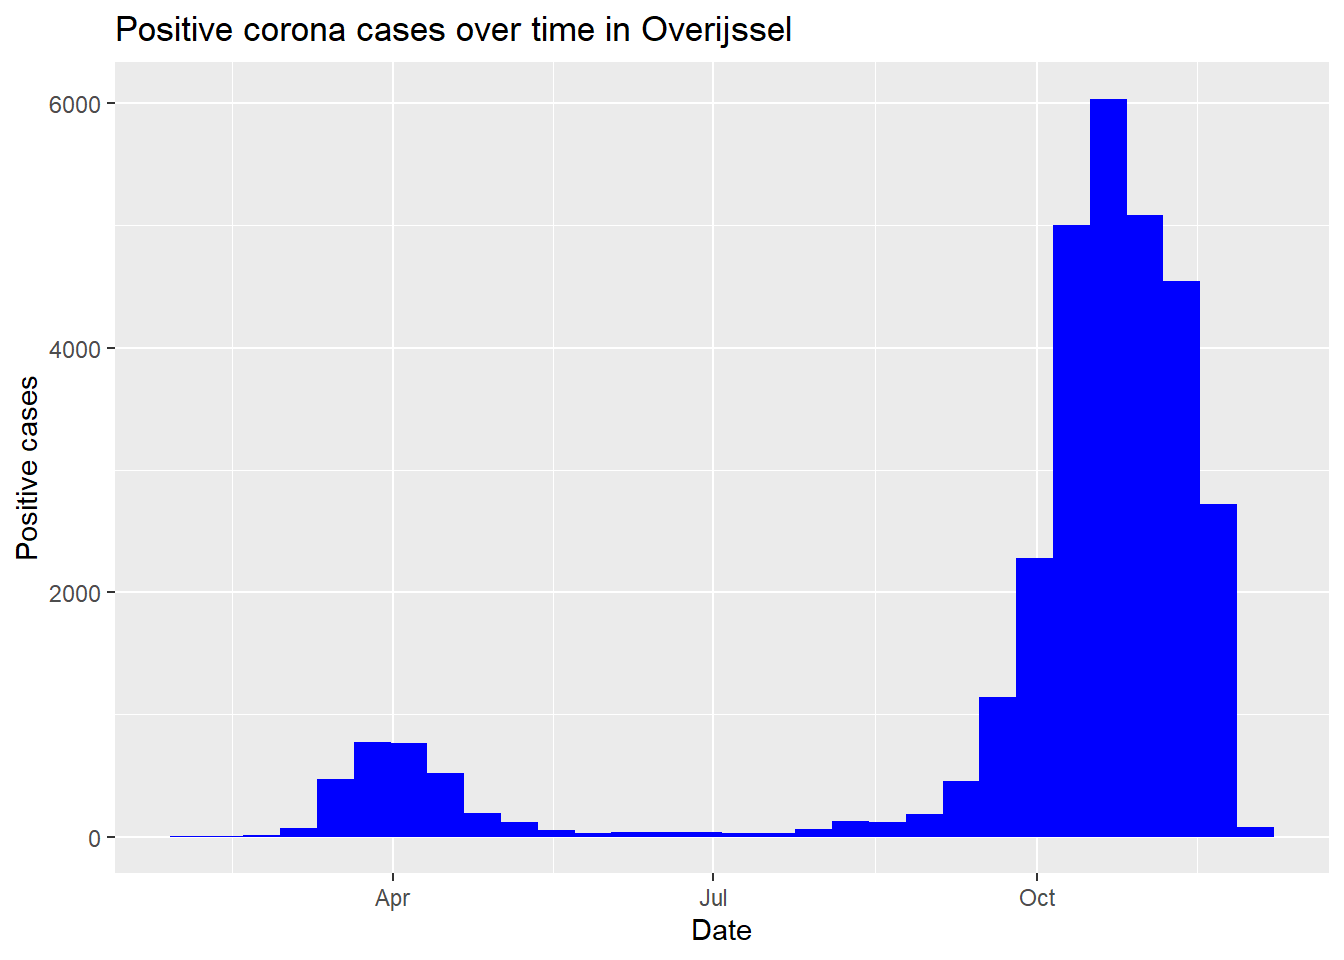 Positive corona cases over time in Overijssel
6000
4000
2000
0
Positive cases
Apr
Jul
Oct
Date